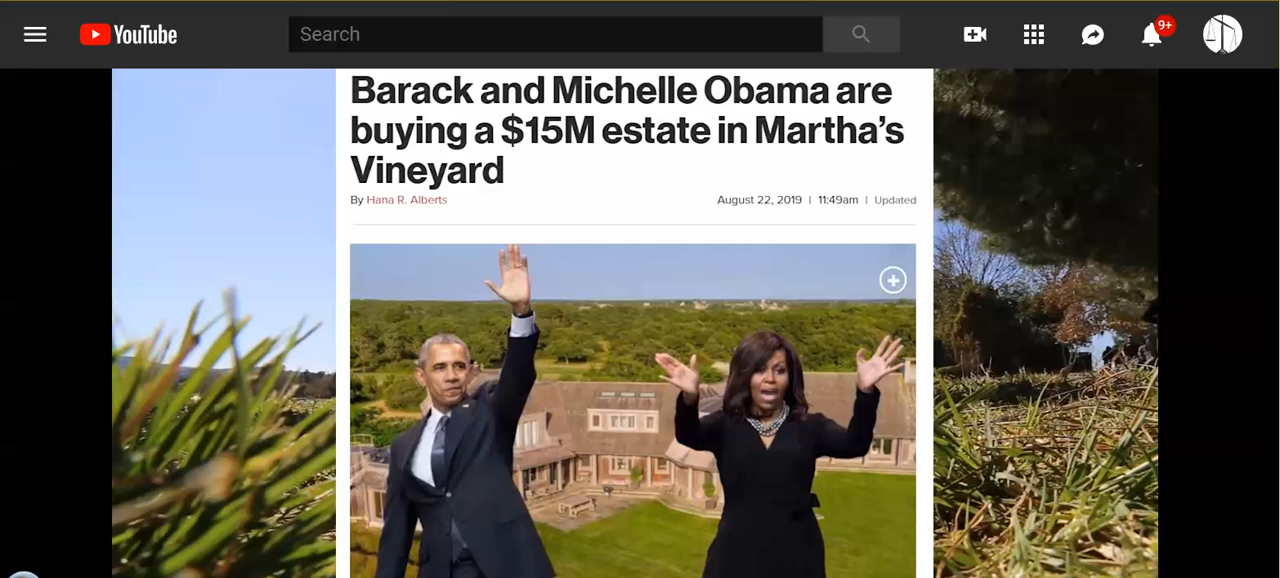 YouTube
Search
9+
Barack and Michelle Obama are
buying a $15M estate in Martha’s
Vineyard
By Hana R. Alberts
August 22, 2019 | 11:49am | Updated